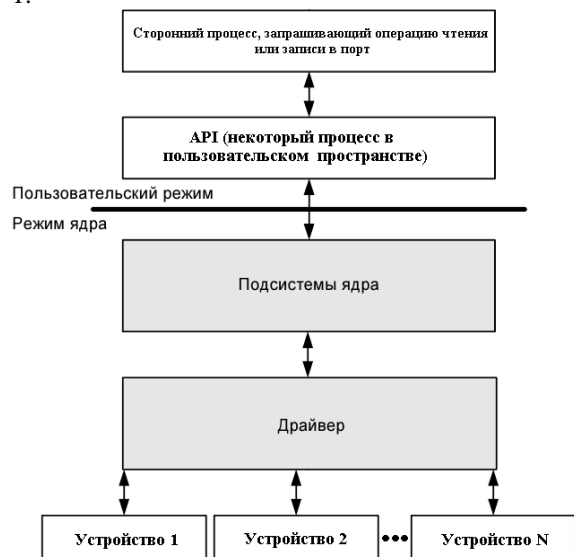 1.
Сторонний процесс, запрашивающий операцию чтения
или записи в порт
API (некоторый процесс в
пользовательском пространстве)
Пользовательский режим
Режим ядра
Подсистемы ядра
Драйвер
Устройство 1
Устройство 2
•••
Устройство N